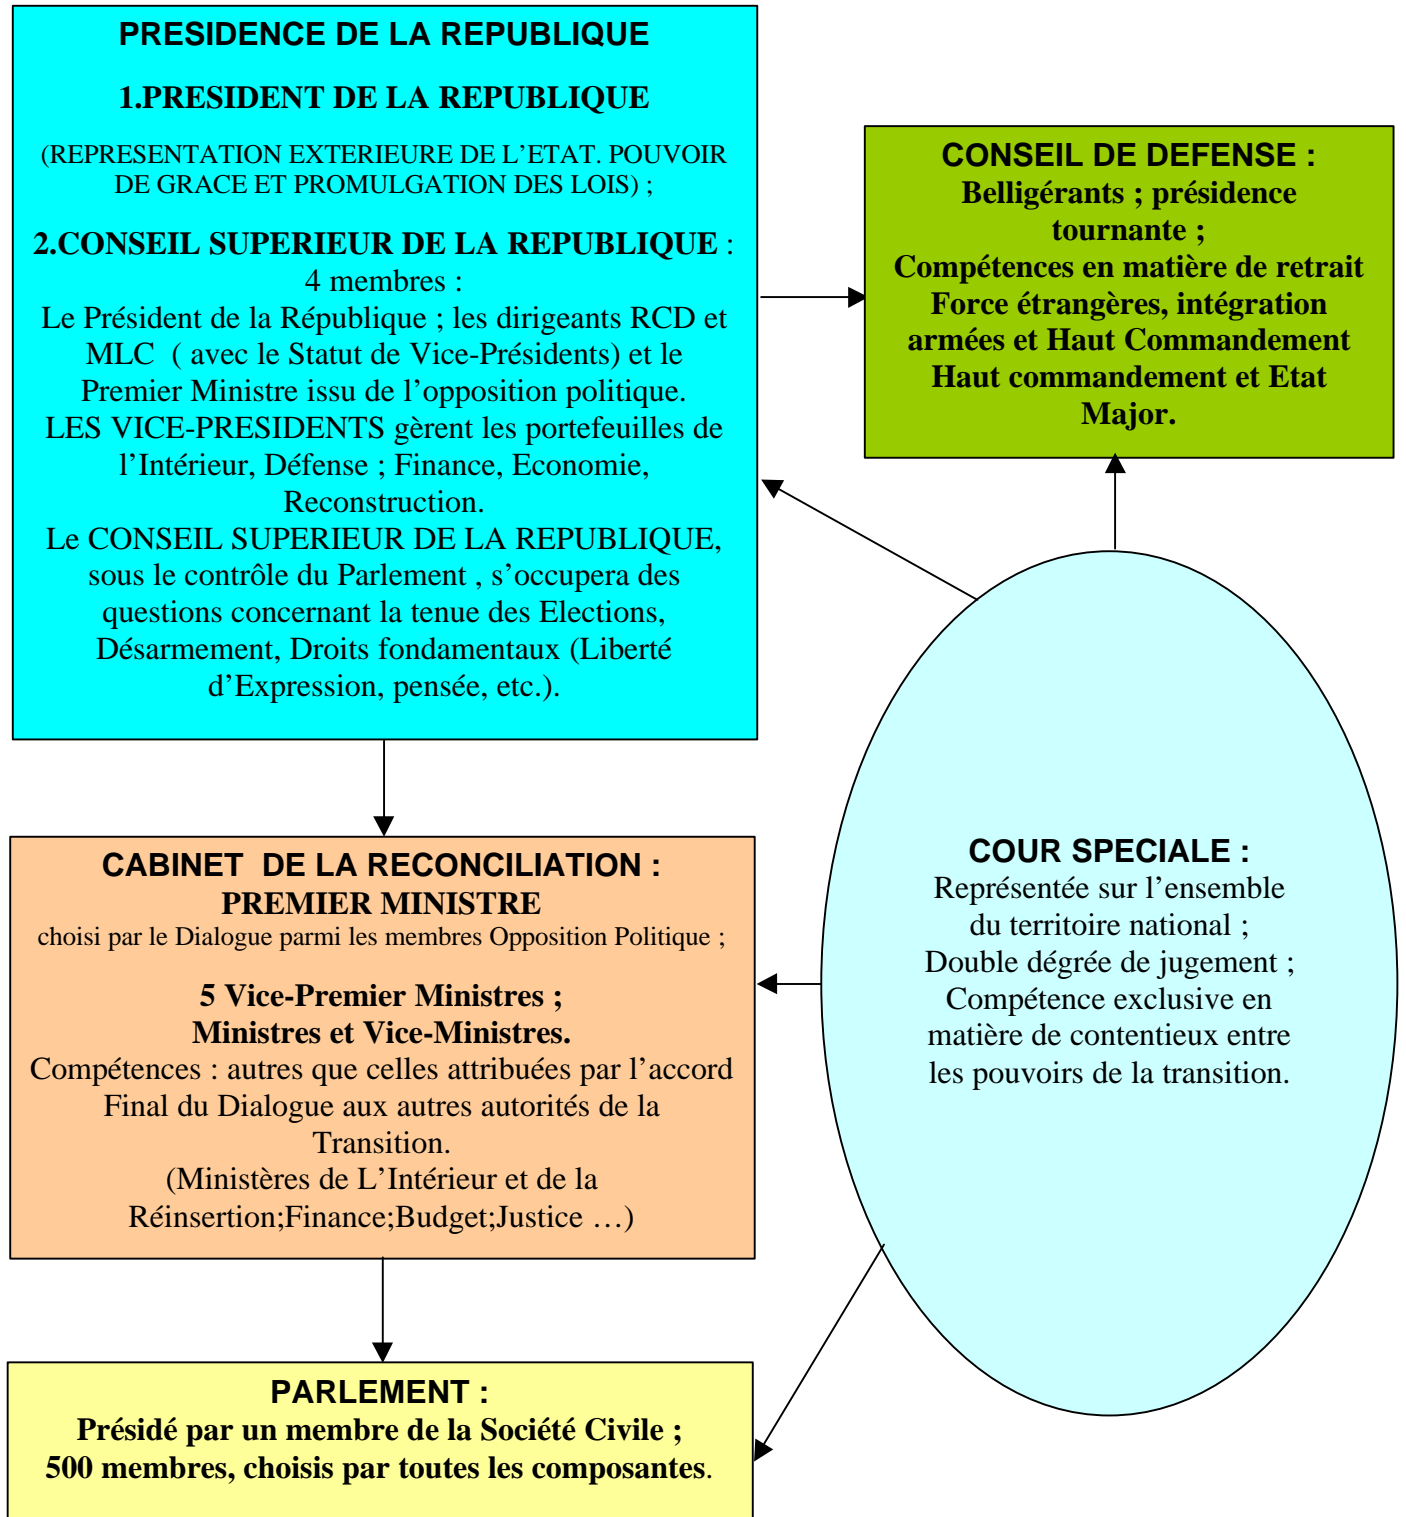 PRESIDENCE DE LA REPUBLIQUE
1.PRESIDENT DE LA REPUBLIQUE
(REPRESENTATION EXTERIEURE DE L’ETAT. POUVOIR
DE GRACE ET PROMULGATION DES LOIS) ;
2.CONSEIL SUPERIEUR DE LA REPUBLIQUE :
4 membres :
Le Président de la République ; les dirigeants RCD et
MLC ( avec le Statut de Vice-Présidents) et le
Premier Ministre issu de l’opposition politique.
LES VICE-PRESIDENTS gèrent les portefeuilles de
l’Intérieur, Défense ; Finance, Economie,
Reconstruction.
Le CONSEIL SUPERIEUR DE LA REPUBLIQUE,
sous le contrôle du Parlement , s’occupera des
questions concernant la tenue des Elections,
Désarmement, Droits fondamentaux (Liberté
d’Expression, pensée, etc.).
CONSEIL DE DEFENSE :
Belligérants ; présidence
tournante ;
Compétences en matière de retrait
Force étrangères, intégration
armées et Haut Commandement
Haut commandement et Etat
Major.
CABINET DE LA RECONCILIATION :
PREMIER MINISTRE
choisi par le Dialogue parmi les membres Opposition Politique ;
5 Vice-Premier Ministres ;
Ministres et Vice-Ministres.
Compétences : autres que celles attribuées par l’accord
Final du Dialogue aux autres autorités de la
Transition.
(Ministères de L’Intérieur et de la
Réinsertion;Finance;Budget;Justice …)
COUR SPECIALE :
Représentée sur l’ensemble
du territoire national ;
Double dégrée de jugement ;
Compétence exclusive en
matière de contentieux entre
les pouvoirs de la transition.
PARLEMENT :
Présidé par un membre de la Société Civile ;
500 membres, choisis par toutes les composantes.